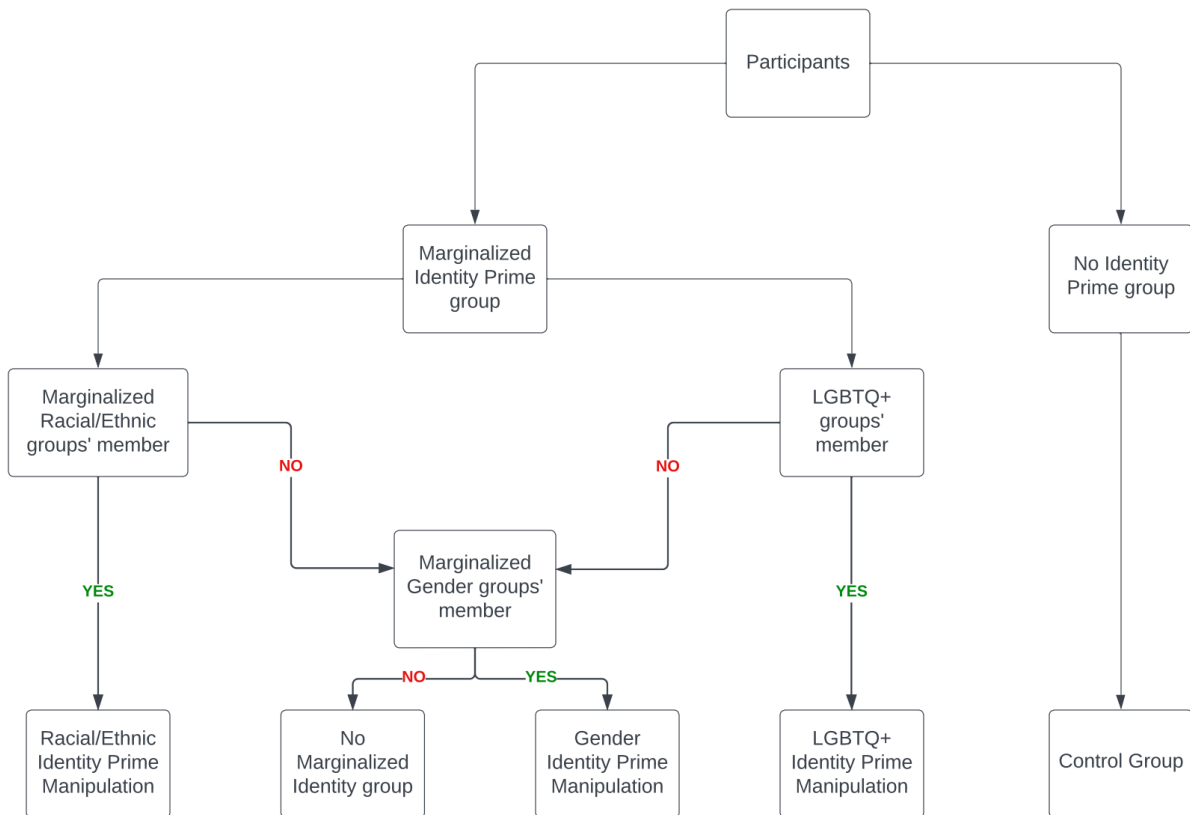 Participants
Marginalized
Identity Prime
group
No Identity
Prime group
Marginalized
Racial/Ethnic
groups' member
LGBTQ+
groups'
member
NO
NO
Marginalized
Gender groups'
member
YES
YES
NO
YES
Racial/Ethnic
Identity Prime
Manipulation
No
Marginalized
Identity group
Gender
Identity Prime
Manipulation
LGBTQ+
Identity Prime
Manipulation
Control Group